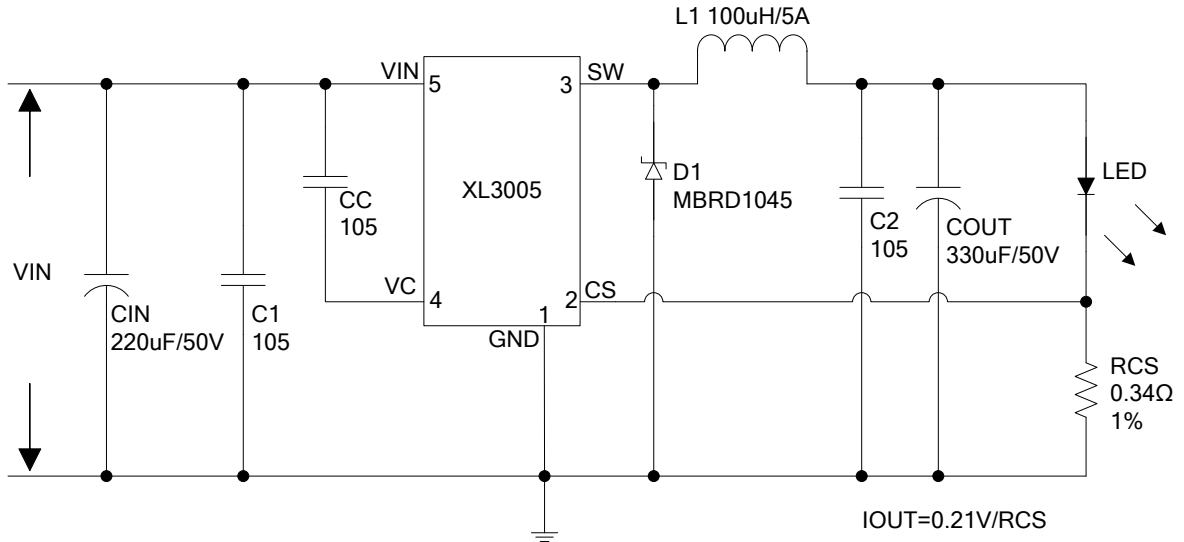 L1 100uH/5A
VIN
5
3
SW
XL3005
CC
105
D1
MBRD1045
LED
C2
105
COUT
330uF/50V
VIN
VC
4
2
CS
1
GND
CIN
220uF/50V
C1
105
RCS
0.34Ω
1%
IOUT=0.21V/RCS